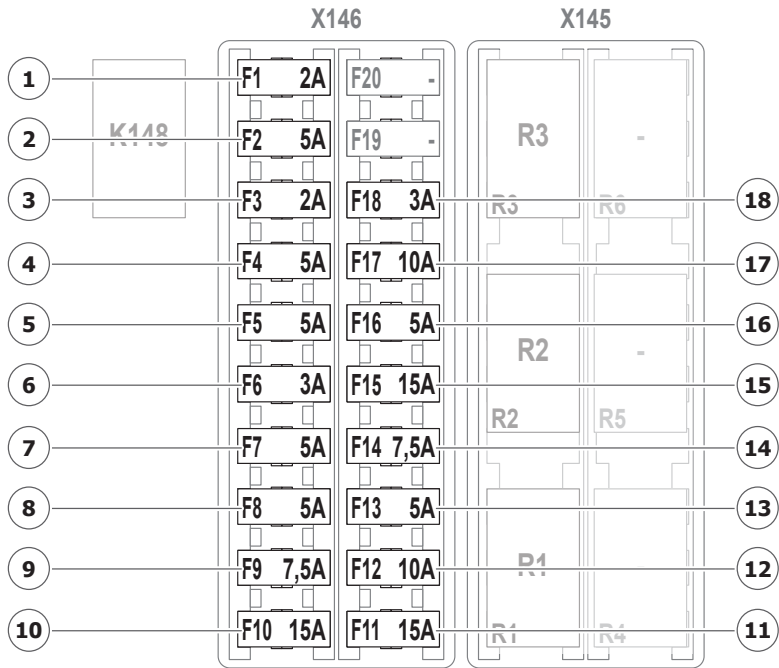 X146 X145
1 F1 2A F20 -
K148 R3 -
2 F2 5A F19 -
3 F3 2A F18 3A R3 R6 18
4 F4 5A F17 10A 17
5 F5 5A F16 5A 16
R2 -
6 F6 3A F15 15A 15
R2 R5
7 F7 5A F14 7,5A 14
8 F8 5A F13 5A 13
9 F9 7,5A F12 10A R1 - 12
10 F10 15A F11 15A R1 R4 11